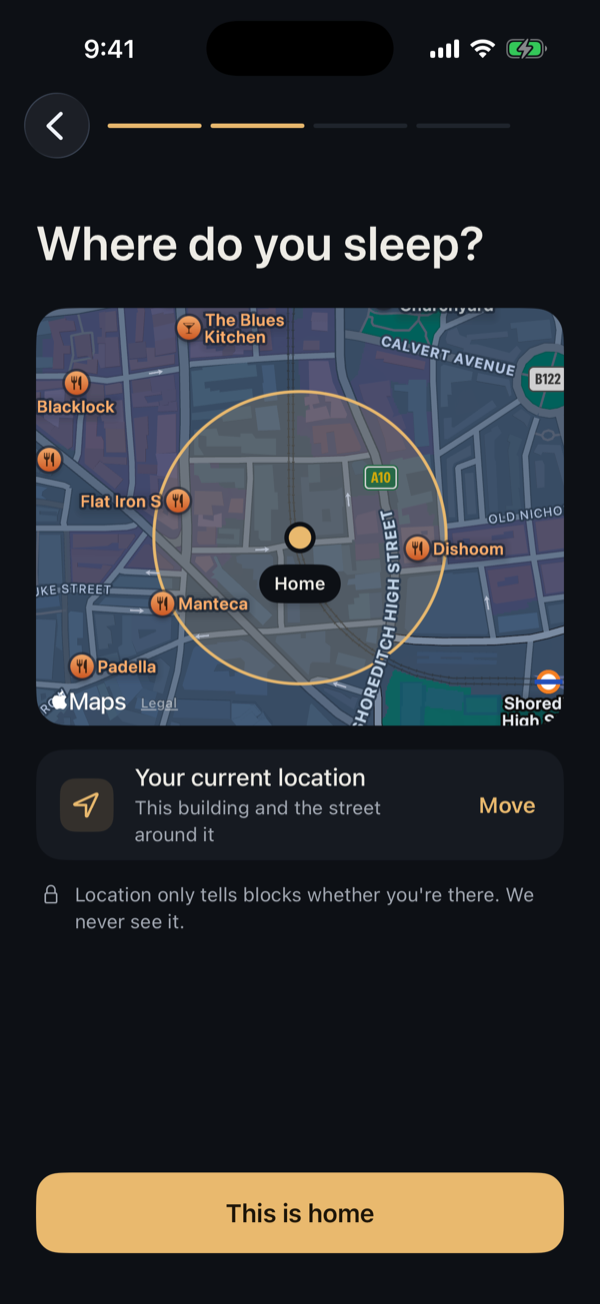 9:41
Where do you sleep?
The Blues
Kitchen
CALVERT AVENUE
B122
Blacklock
A10
Flat Iron S
OLD NICHO
Dishoom
Home
UKE STREET
Manteca
SHOREDITCH HIGH STREET
Padella
Maps
Legal
Shored
High S
Your current location
This building and the street
around it
Move
Location only tells blocks whether you're there. We
never see it.
This is home